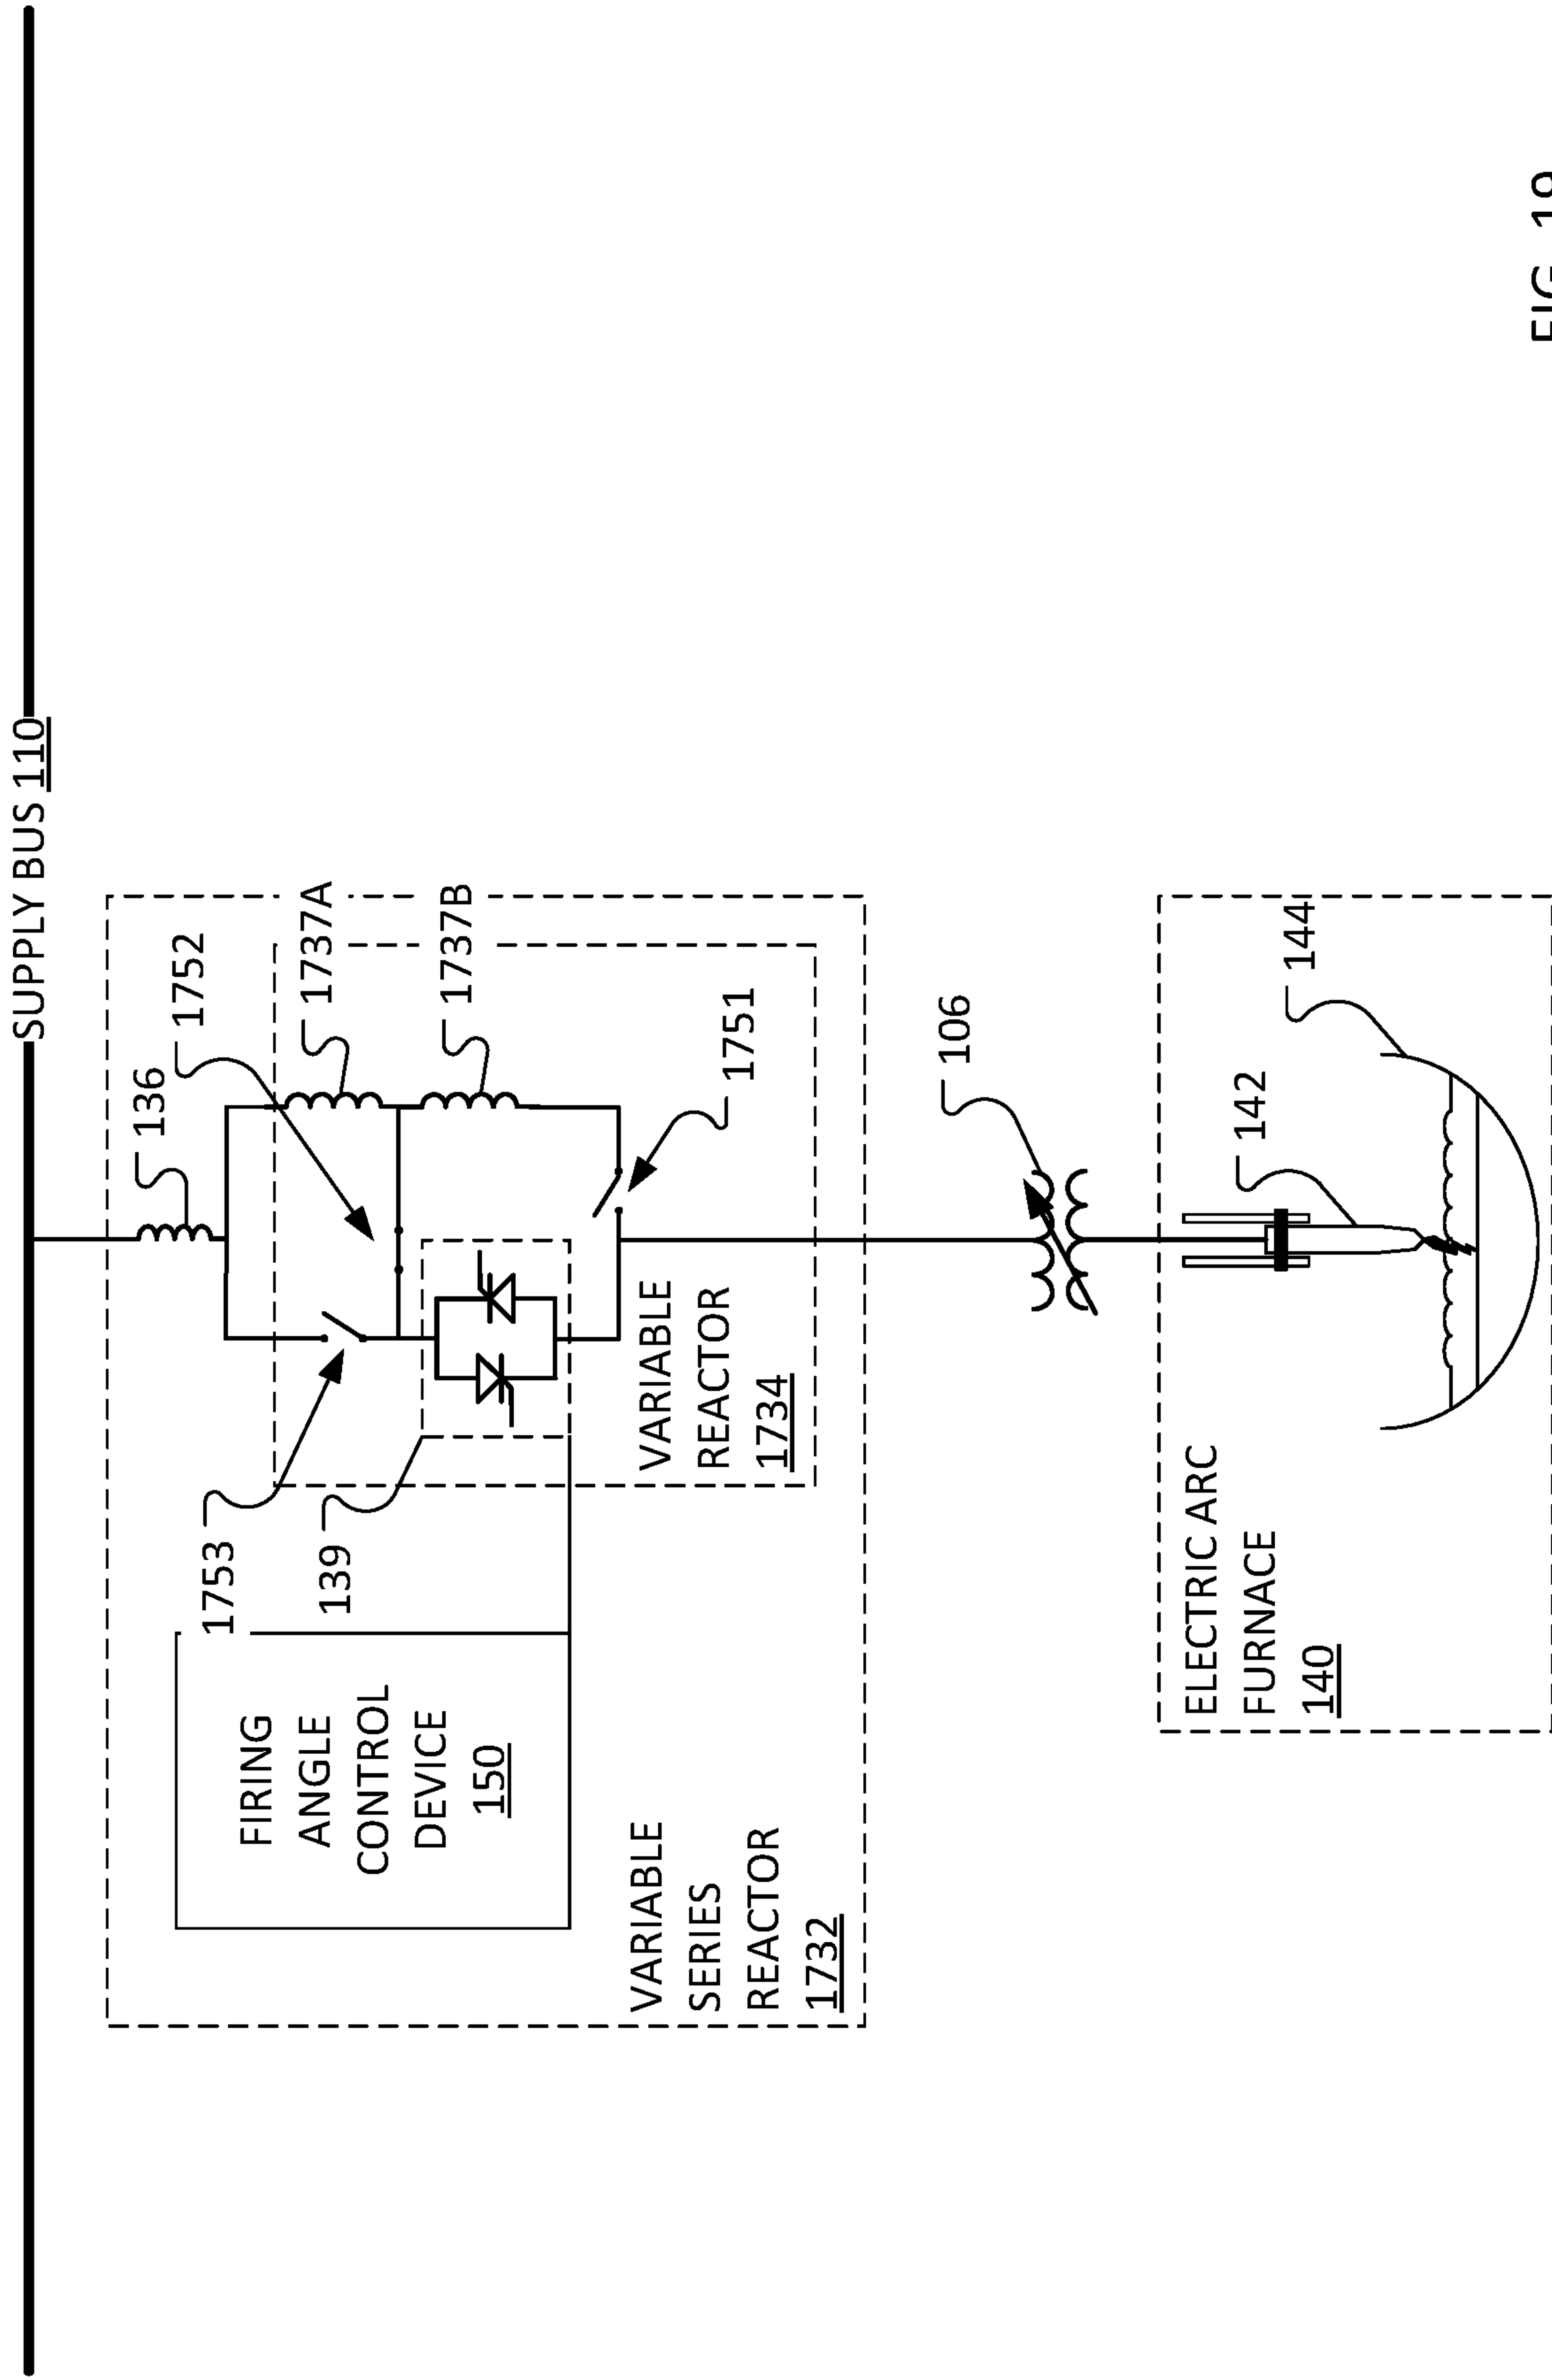 SUPPLY BUS 110
136
1752
1737A
1737B
1751
1753
139
FIRING
ANGLE
CONTROL
DEVICE
150
VARIABLE
REACTOR
1734
VARIABLE
SERIES
REACTOR
1732
106
ELECTRIC ARC
FURNACE
140
142
144